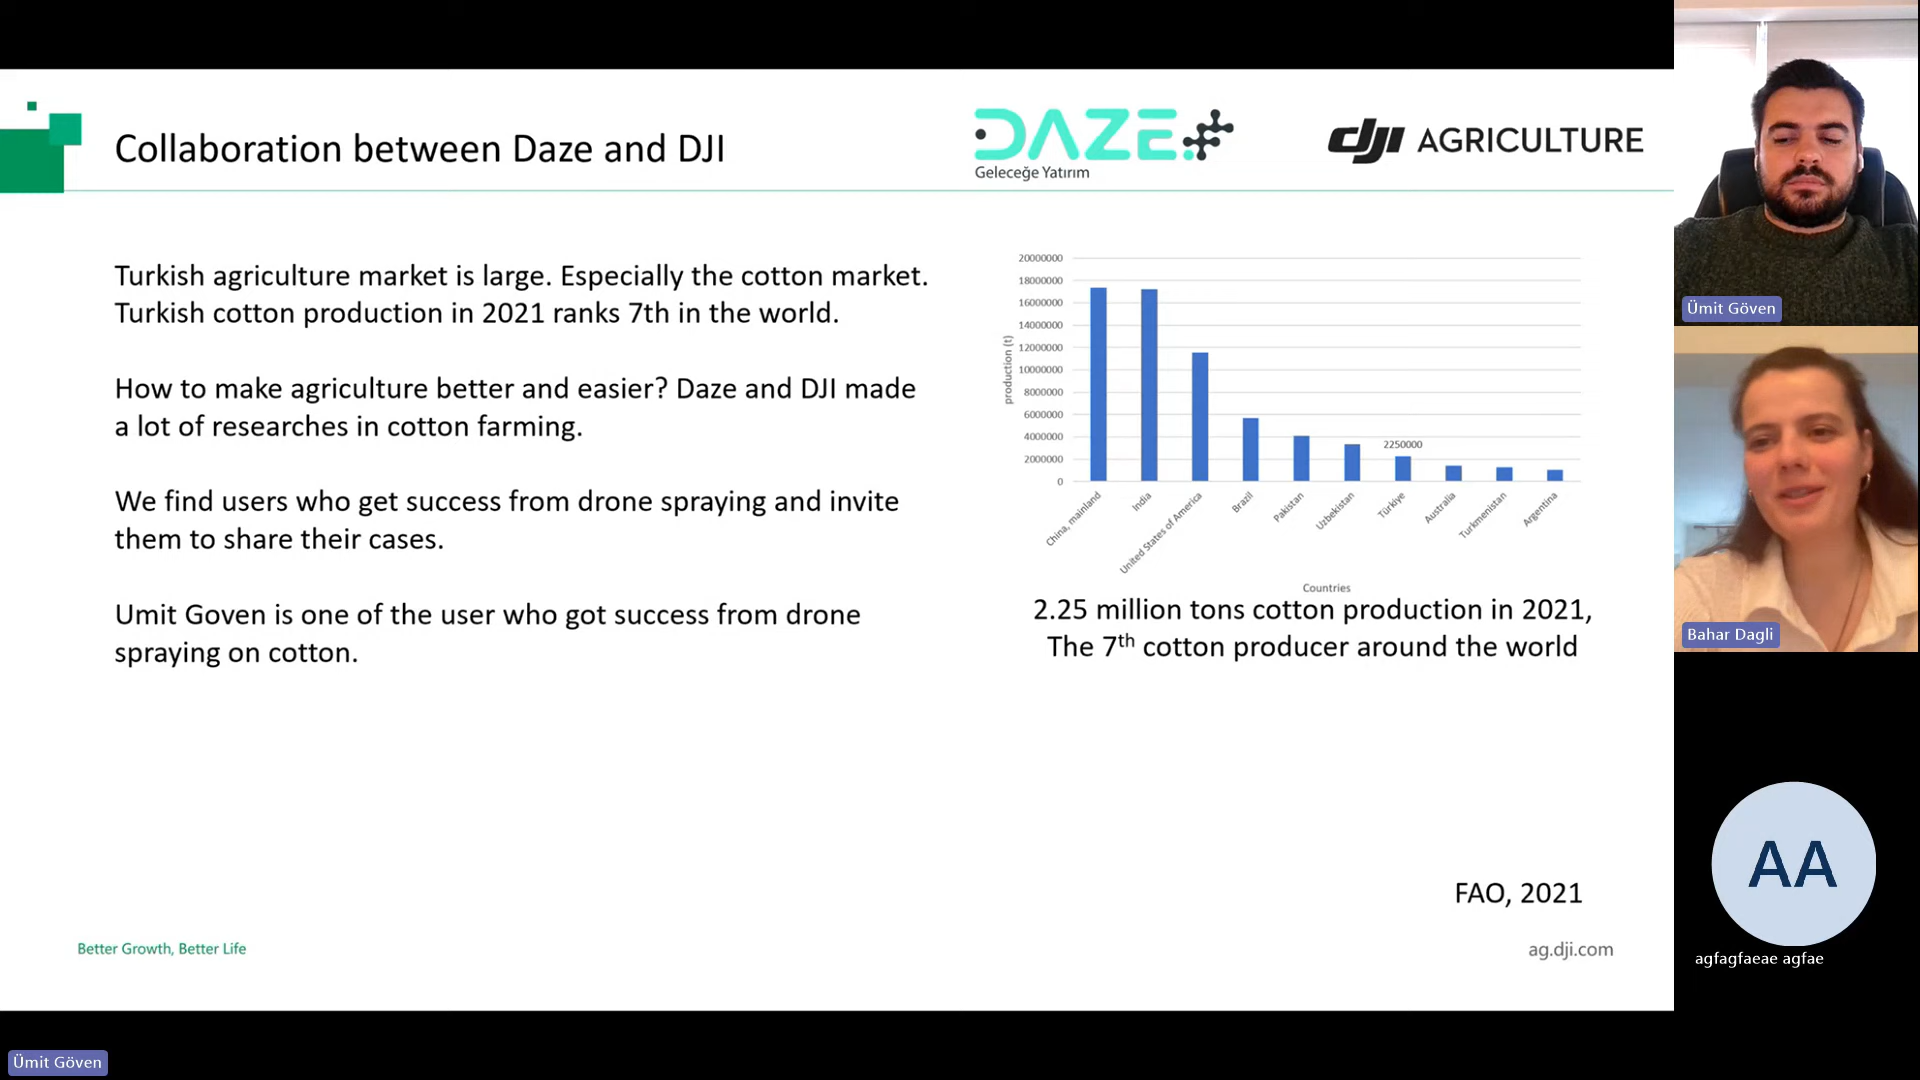 Collaboration between Daze and DJI
DAZE
Geleceğe Yatırım
dji AGRICULTURE
Turkish agriculture market is large. Especially the cotton market.
Turkish cotton production in 2021 ranks 7th in the world.
How to make agriculture better and easier? Daze and DJI made
a lot of researches in cotton farming.
We find users who get success from drone spraying and invite
them to share their cases.
Umit Goven is one of the user who got success from drone
spraying on cotton.
production (t)
20000000
18000000
16000000
14000000
12000000
10000000
8000000
6000000
4000000
2000000
0
2250000
China, mainland
India
United States of America
Brazil
Pakistan
Uzbekistan
Türkiye
Australia
Turkmenistan
Argentina
Countries
2.25 million tons cotton production in 2021,
The 7th cotton producer around the world
FAO, 2021
Better Growth, Better Life
ag.dji.com
Ümit Göven
Bahar Dagli
AA
agfagfaeae agfae
Ümit Göven